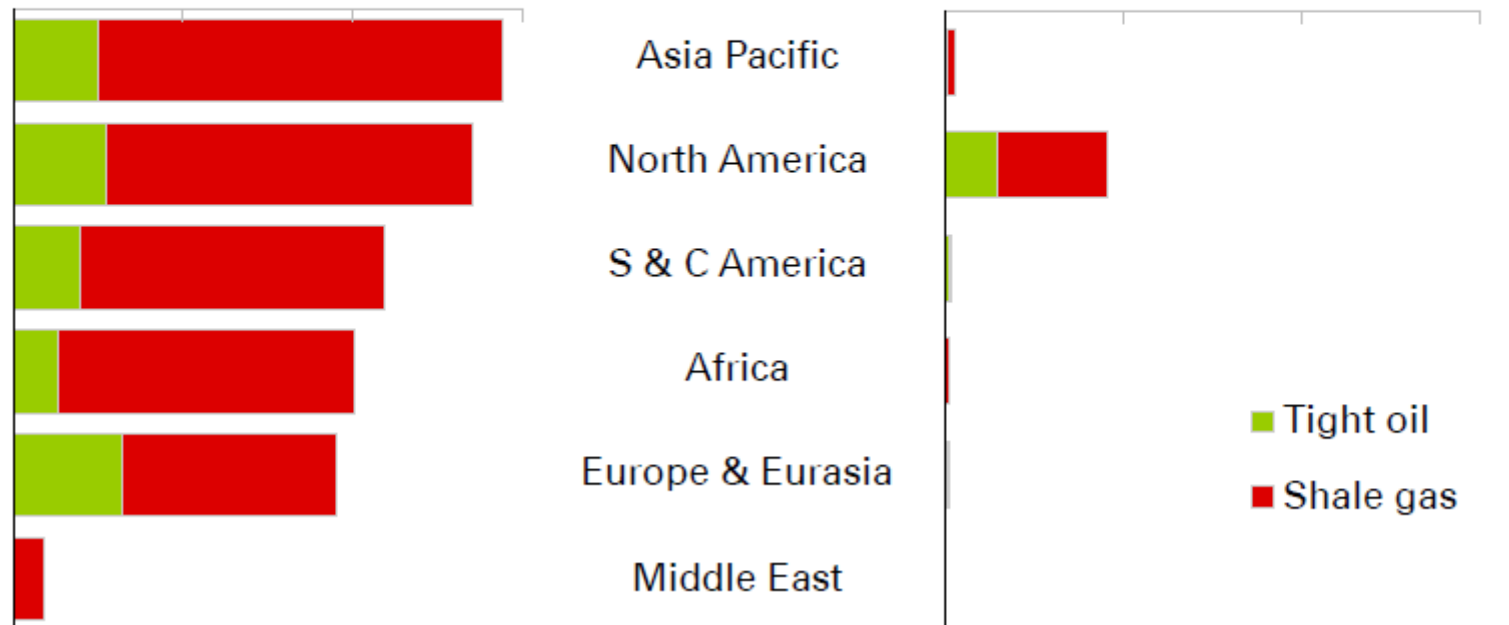 Asia Pacific
North America
S & C America
Africa
Europe & Eurasia
Middle East
Tight oil
Shale gas